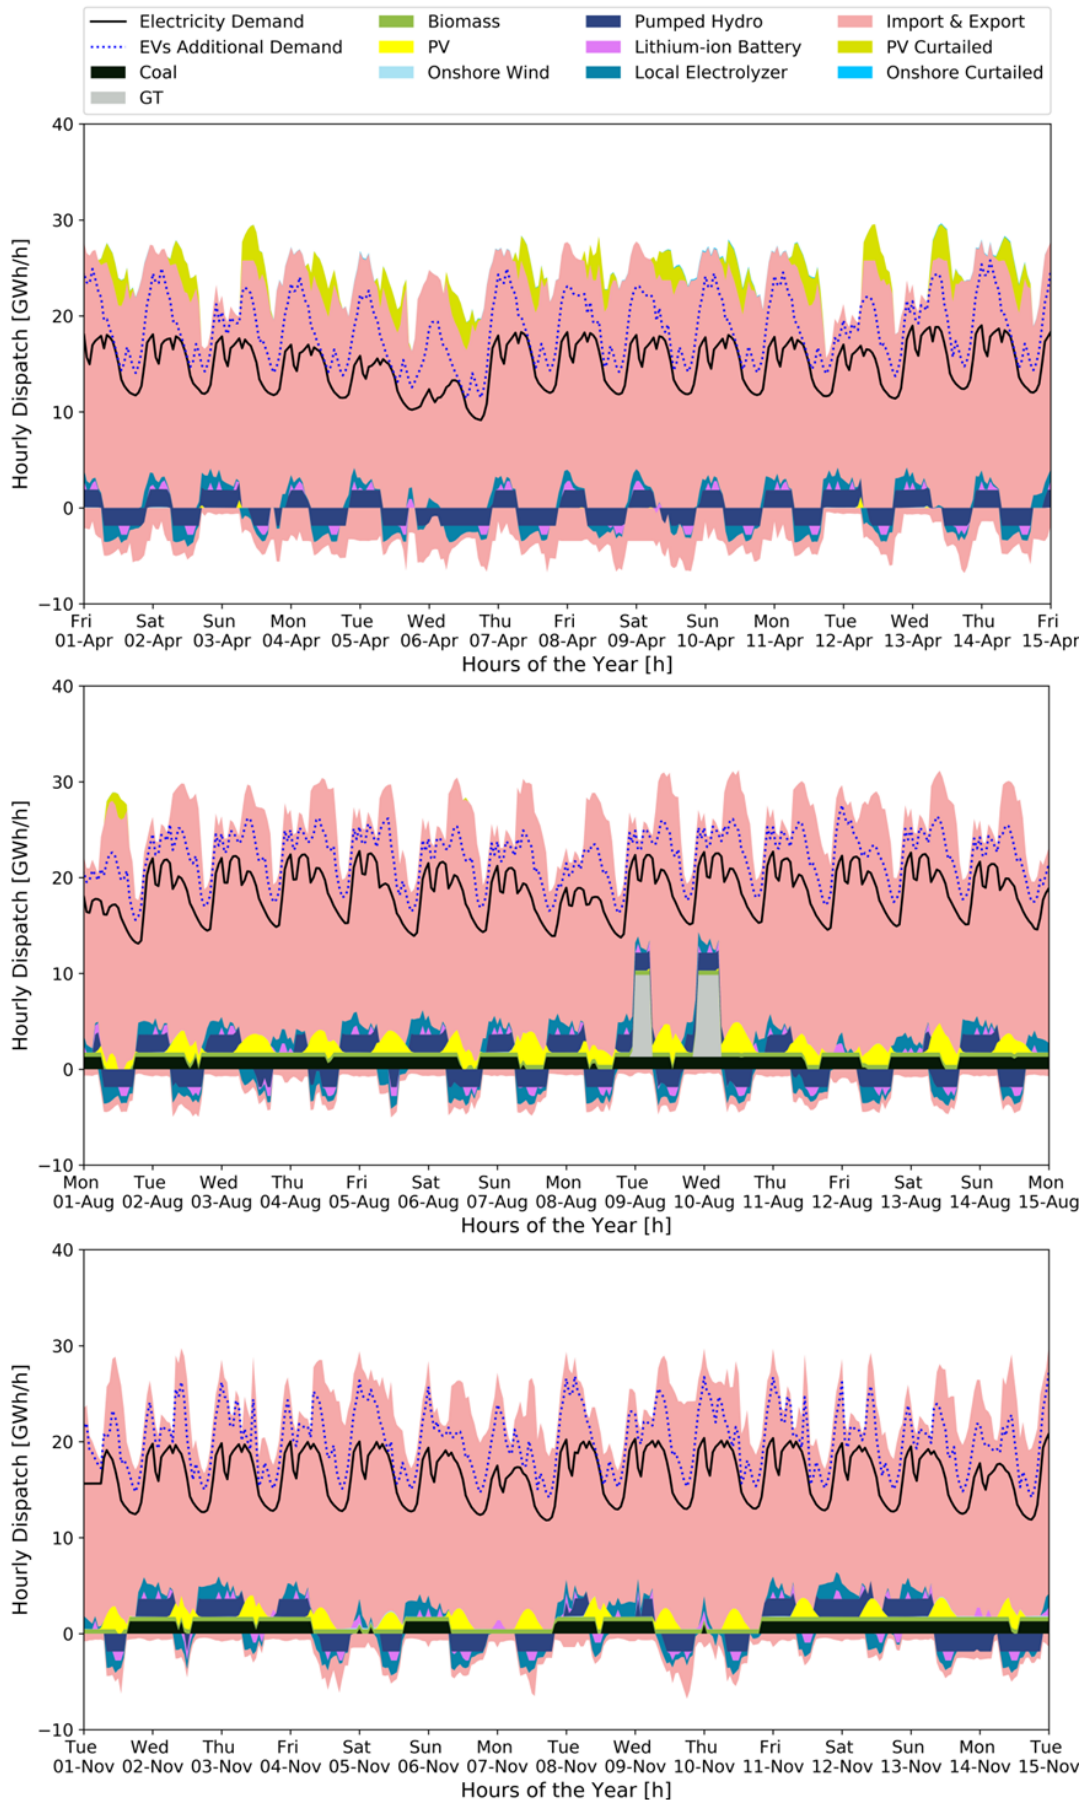 Electricity Demand Biomass Pumped Hydro Import & Export
EVs Additional Demand PV Lithium-ion Battery PV Curtailed
Coal Onshore Wind Local Electrolyzer Onshore Curtailed
GT
Hourly Dispatch [GWh/h]
40
30
20
10
0
−10
Fri Sat Sun Mon Tue Wed Thu Fri Sat Sun Mon Tue Wed Thu Fri
01-Apr 02-Apr 03-Apr 04-Apr 05-Apr 06-Apr 07-Apr 08-Apr 09-Apr 10-Apr 11-Apr 12-Apr 13-Apr 14-Apr 15-Apr
Hours of the Year [h]
Hourly Dispatch [GWh/h]
40
30
20
10
0
−10
Mon Tue Wed Thu Fri Sat Sun Mon Tue Wed Thu Fri Sat Sun Mon
01-Aug 02-Aug 03-Aug 04-Aug 05-Aug 06-Aug 07-Aug 08-Aug 09-Aug 10-Aug 11-Aug 12-Aug 13-Aug 14-Aug 15-Aug
Hours of the Year [h]
Hourly Dispatch [GWh/h]
40
30
20
10
0
−10
Tue Wed Thu Fri Sat Sun Mon Tue Wed Thu Fri Sat Sun Mon Tue
01-Nov 02-Nov 03-Nov 04-Nov 05-Nov 06-Nov 07-Nov 08-Nov 09-Nov 10-Nov 11-Nov 12-Nov 13-Nov 14-Nov 15-Nov
Hours of the Year [h]